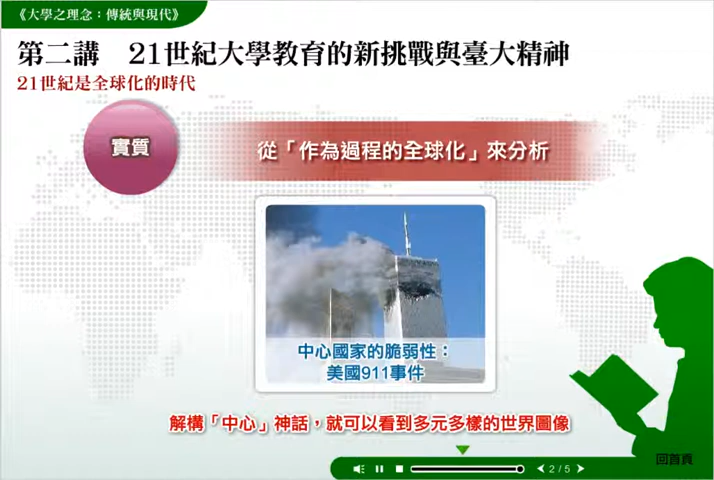 《大學之理念：傳統與現代》
第二講　21世紀大學教育的新挑戰與臺大精神
21世紀是全球化的時代
實質
從「作為過程的全球化」來分析
中心國家的脆弱性：
美國911事件
解構「中心」神話，就可以看到多元多樣的世界圖像
2/5
回首頁